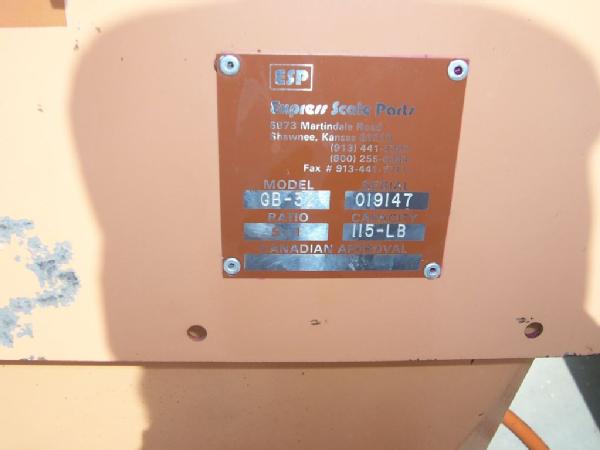 ESP
Express Scale Parts
Martindale Road
Shawnee, Kansas
(913) 441-
(800) 255-
Fax # 913-441-
MODEL SERIAL
GB-3 019147
RATIO CAPACITY
115-LB
CANADIAN APPROVAL